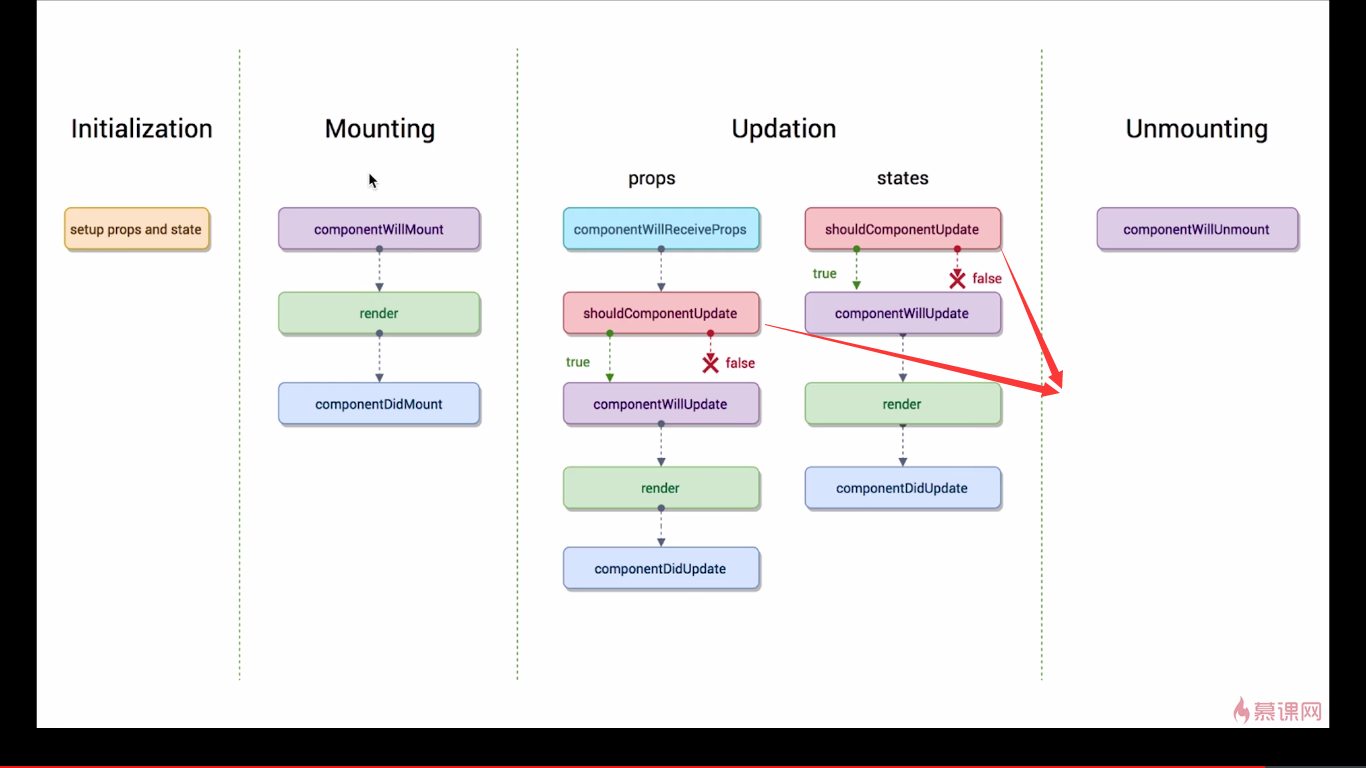 Initialization
setup props and state
Mounting
componentWillMount
render
componentDidMount
Updation
props
componentWillReceiveProps
shouldComponentUpdate
true
false
componentWillUpdate
render
componentDidUpdate
states
shouldComponentUpdate
true
false
componentWillUpdate
render
componentDidUpdate
Unmounting
componentWillUnmount
慕课网